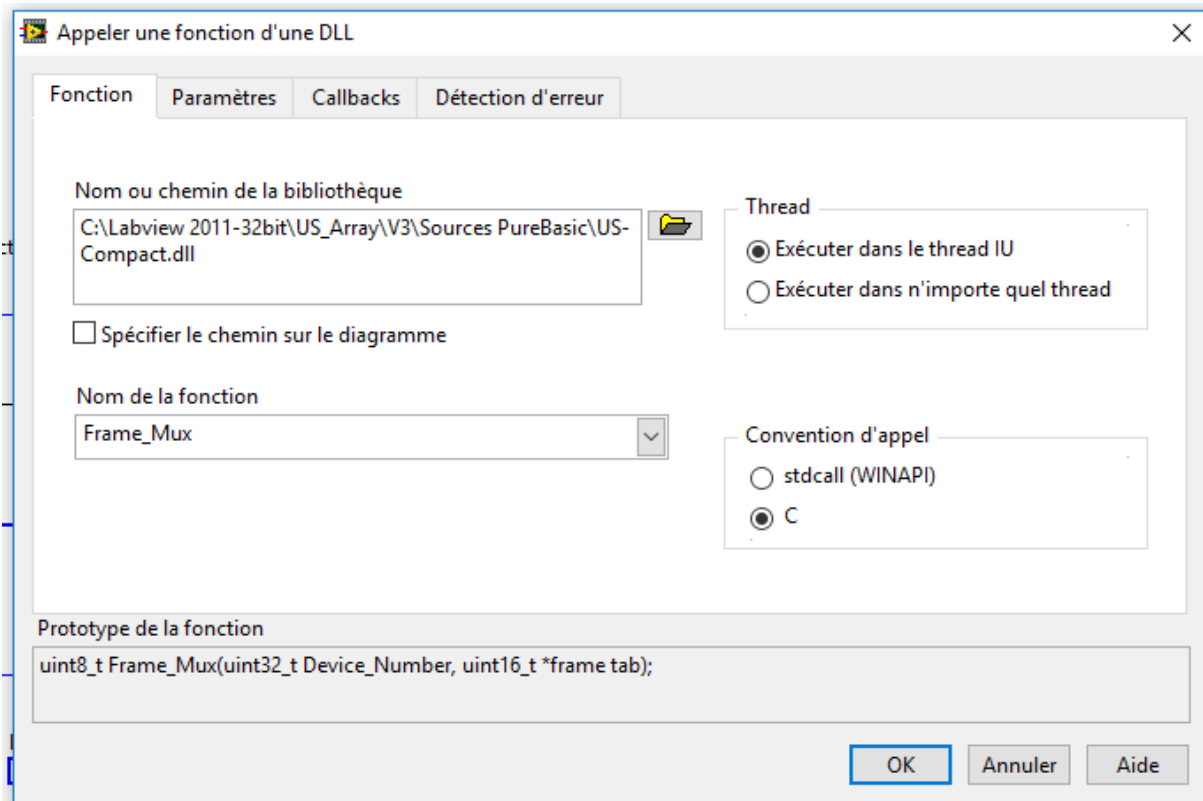 Appeler une fonction d'une DLL
Fonction
Paramètres
Callbacks
Détection d'erreur
Nom ou chemin de la bibliothèque
C:\Labview 2011-32bit\US_Array\V3\Sources PureBasic\US-
Compact.dll
Spécifier le chemin sur le diagramme
Thread
Exécuter dans le thread IU
Exécuter dans n'importe quel thread
Nom de la fonction
Frame_Mux
Convention d'appel
stdcall (WINAPI)
C
Prototype de la fonction
uint8_t Frame_Mux(uint32_t Device_Number, uint16_t *frame tab);
OK
Annuler
Aide